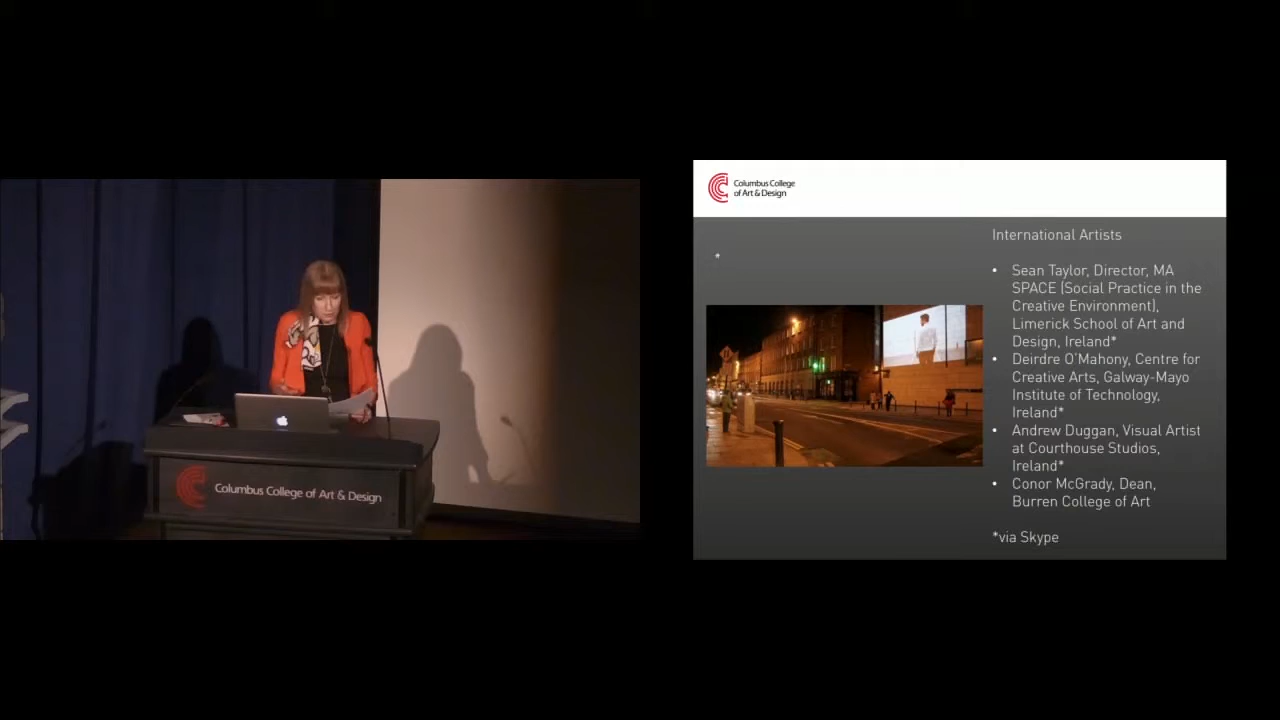 Columbus College of Art & Design
Columbus College
of Art & Design
*
International Artists
• Sean Taylor, Director, MA
SPACE (Social Practice in the
Creative Environment),
Limerick School of Art and
Design, Ireland*
• Deirdre O'Mahony, Centre for
Creative Arts, Galway-Mayo
Institute of Technology,
Ireland*
• Andrew Duggan, Visual Artist
at Courthouse Studios,
Ireland*
• Conor McGrady, Dean,
Burren College of Art
*via Skype